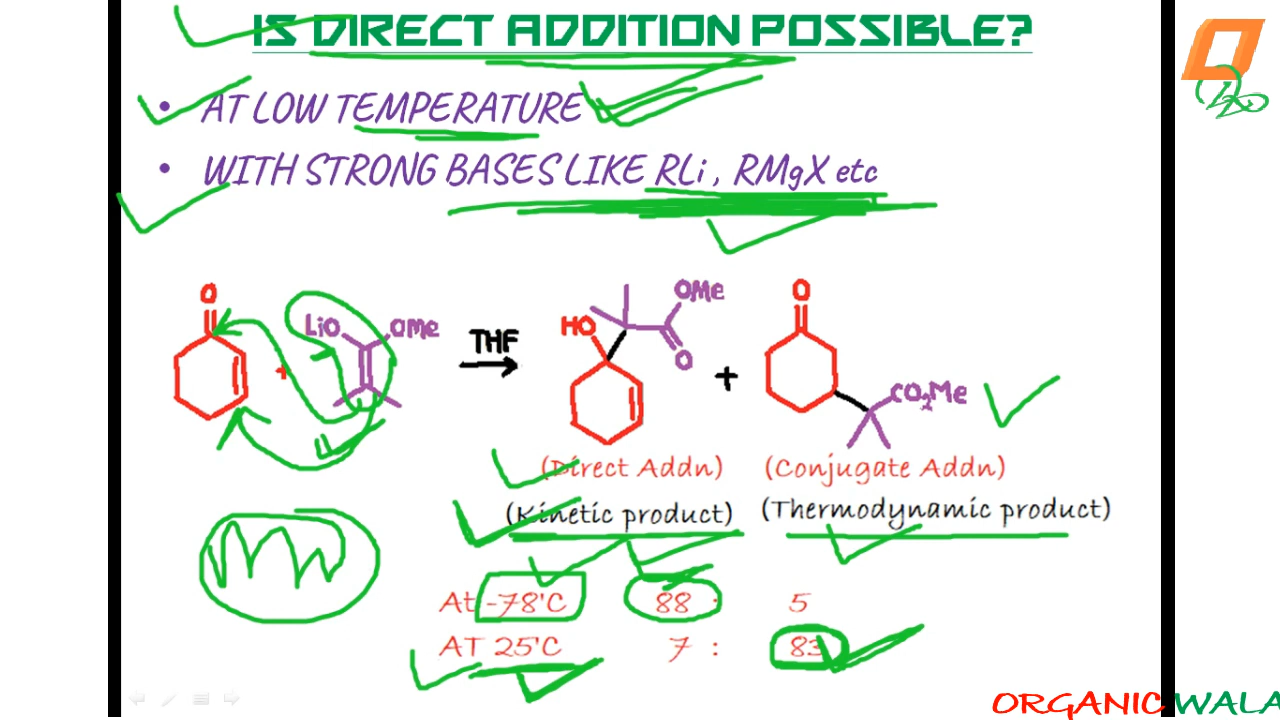 IS DIRECT ADDITION POSSIBLE?
• AT LOW TEMPERATURE
• WITH STRONG BASES LIKE RLi , RMgX etc
O
LiO OMe
+
THF
HO
OMe
O
+
O
CO2Me
(Direct Addn) (Conjugate Addn)
(Kinetic product) (Thermodynamic product)
At -78'C 88 : 5
AT 25'C 7 : 83
ORGANIC WALA